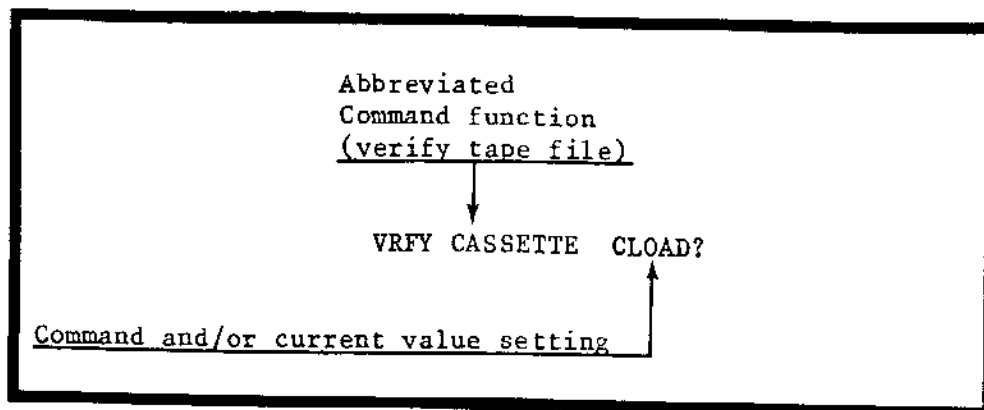 Abbreviated
Command function
(verify tape file)
VRFY CASSETTE CLOAD?
Command and/or current value setting